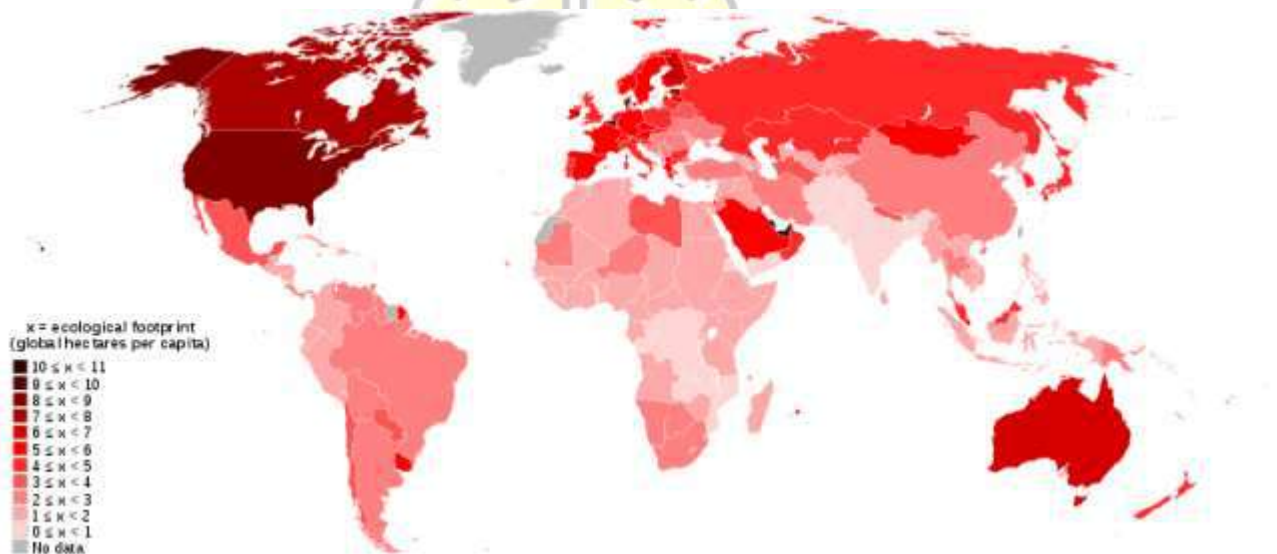 x = ecological footprint
(global hectares per capita)
10 ≤ x < 11
9 ≤ x < 10
8 ≤ x < 9
7 ≤ x < 8
6 ≤ x < 7
5 ≤ x < 6
4 ≤ x < 5
3 ≤ x < 4
2 ≤ x < 3
1 ≤ x < 2
0 ≤ x < 1
No data